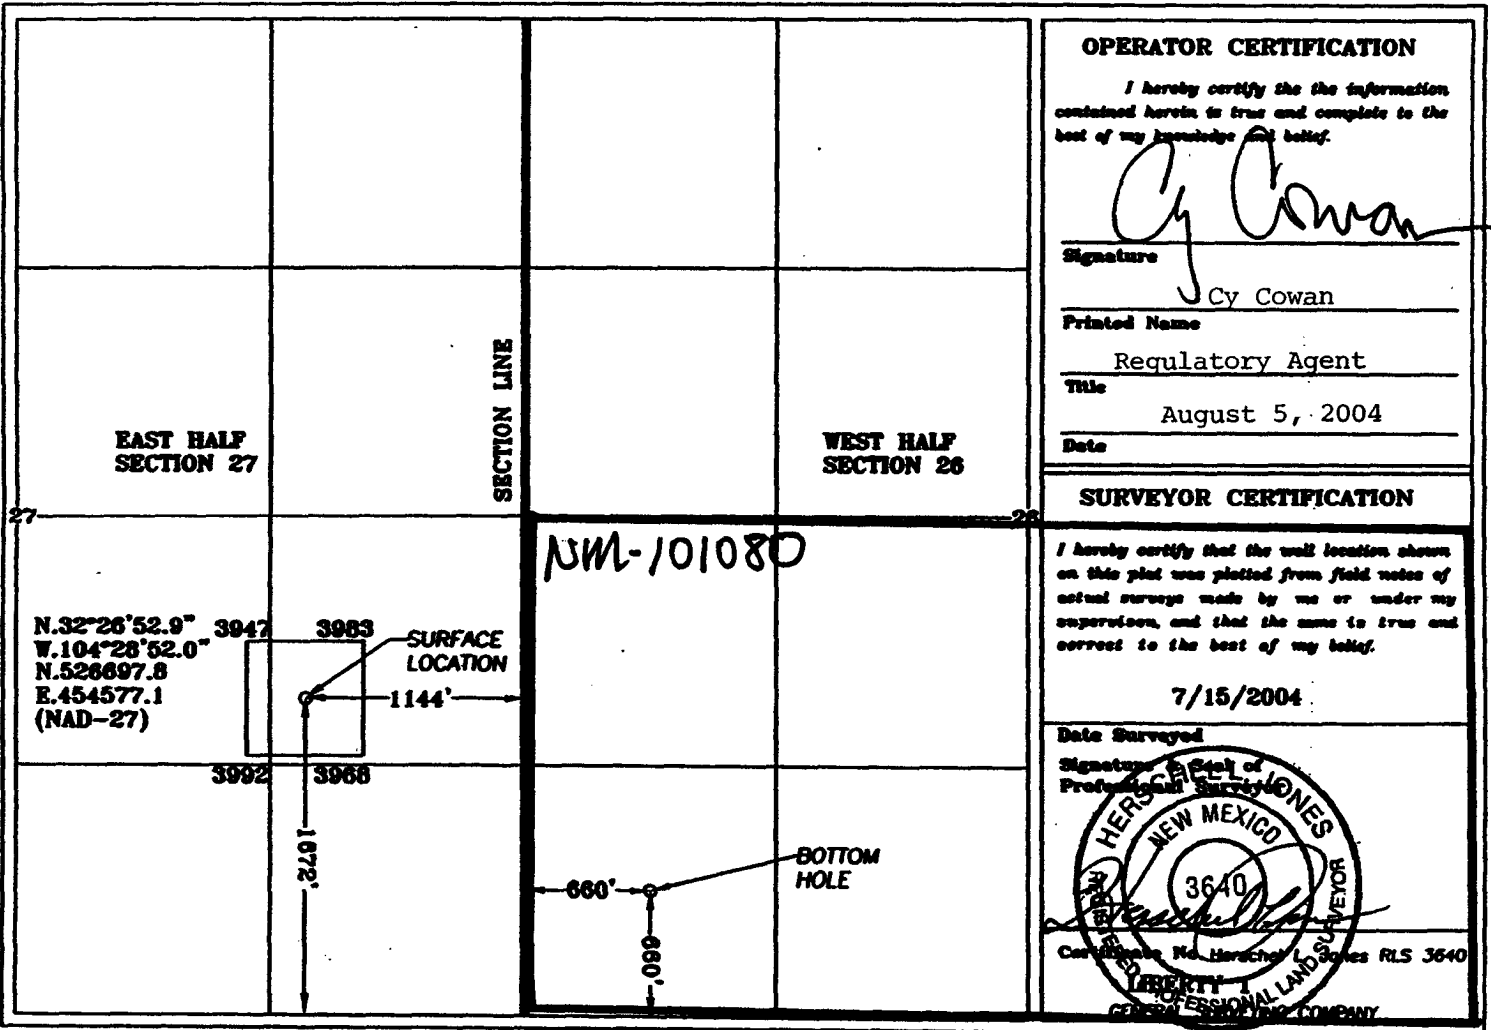 EAST HALF
SECTION 27
SECTION LINE
WEST HALF
SECTION 26
27
26
NM-101080
N.32°26'52.9"
W.104°28'52.0"
N.526697.8
E.454577.1
(NAD-27)
3947
3983
3992
3966
SURFACE
LOCATION
1144'
1672'
BOTTOM
HOLE
660'
660'
OPERATOR CERTIFICATION
I hereby certify the the information
contained herein is true and complete to the
best of my knowledge and belief.
Cy Cowan
Signature
Cy Cowan
Printed Name
Regulatory Agent
Title
August 5, 2004
Date
SURVEYOR CERTIFICATION
I hereby certify that the well location shown
on this plat was plotted from field notes of
actual surveys made by me or under my
supervison, and that the same is true and
correct to the best of my belief.
7/15/2004
Date Surveyed
Signature & Seal of
Professional Surveyor
HERSCHEL L. JONES
NEW MEXICO
3640
REGISTERED PROFESSIONAL LAND SURVEYOR
Certificate No. Herschel L. Jones RLS 3640
LIBERTY 1
GENERAL SURVEYING COMPANY